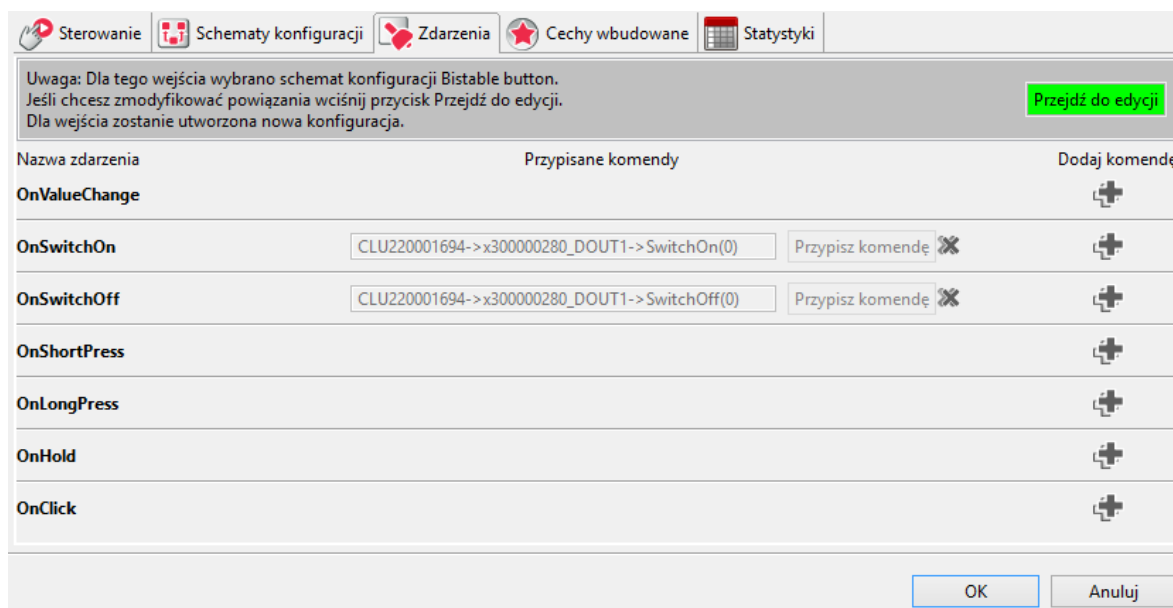 Sterowanie Schematy konfiguracji Zdarzenia Cechy wbudowane Statystyki
Uwaga: Dla tego wejścia wybrano schemat konfiguracji Bistable button.
Jeśli chcesz zmodyfikować powiązania wciśnij przycisk Przejdź do edycji.
Dla wejścia zostanie utworzona nowa konfiguracja.
Przejdź do edycji
Nazwa zdarzenia Przypisane komendy Dodaj komendę
OnValueChange
OnSwitchOn CLU220001694->x300000280_DOUT1->SwitchOn(0) Przypisz komendę
OnSwitchOff CLU220001694->x300000280_DOUT1->SwitchOff(0) Przypisz komendę
OnShortPress
OnLongPress
OnHold
OnClick
OK Anuluj